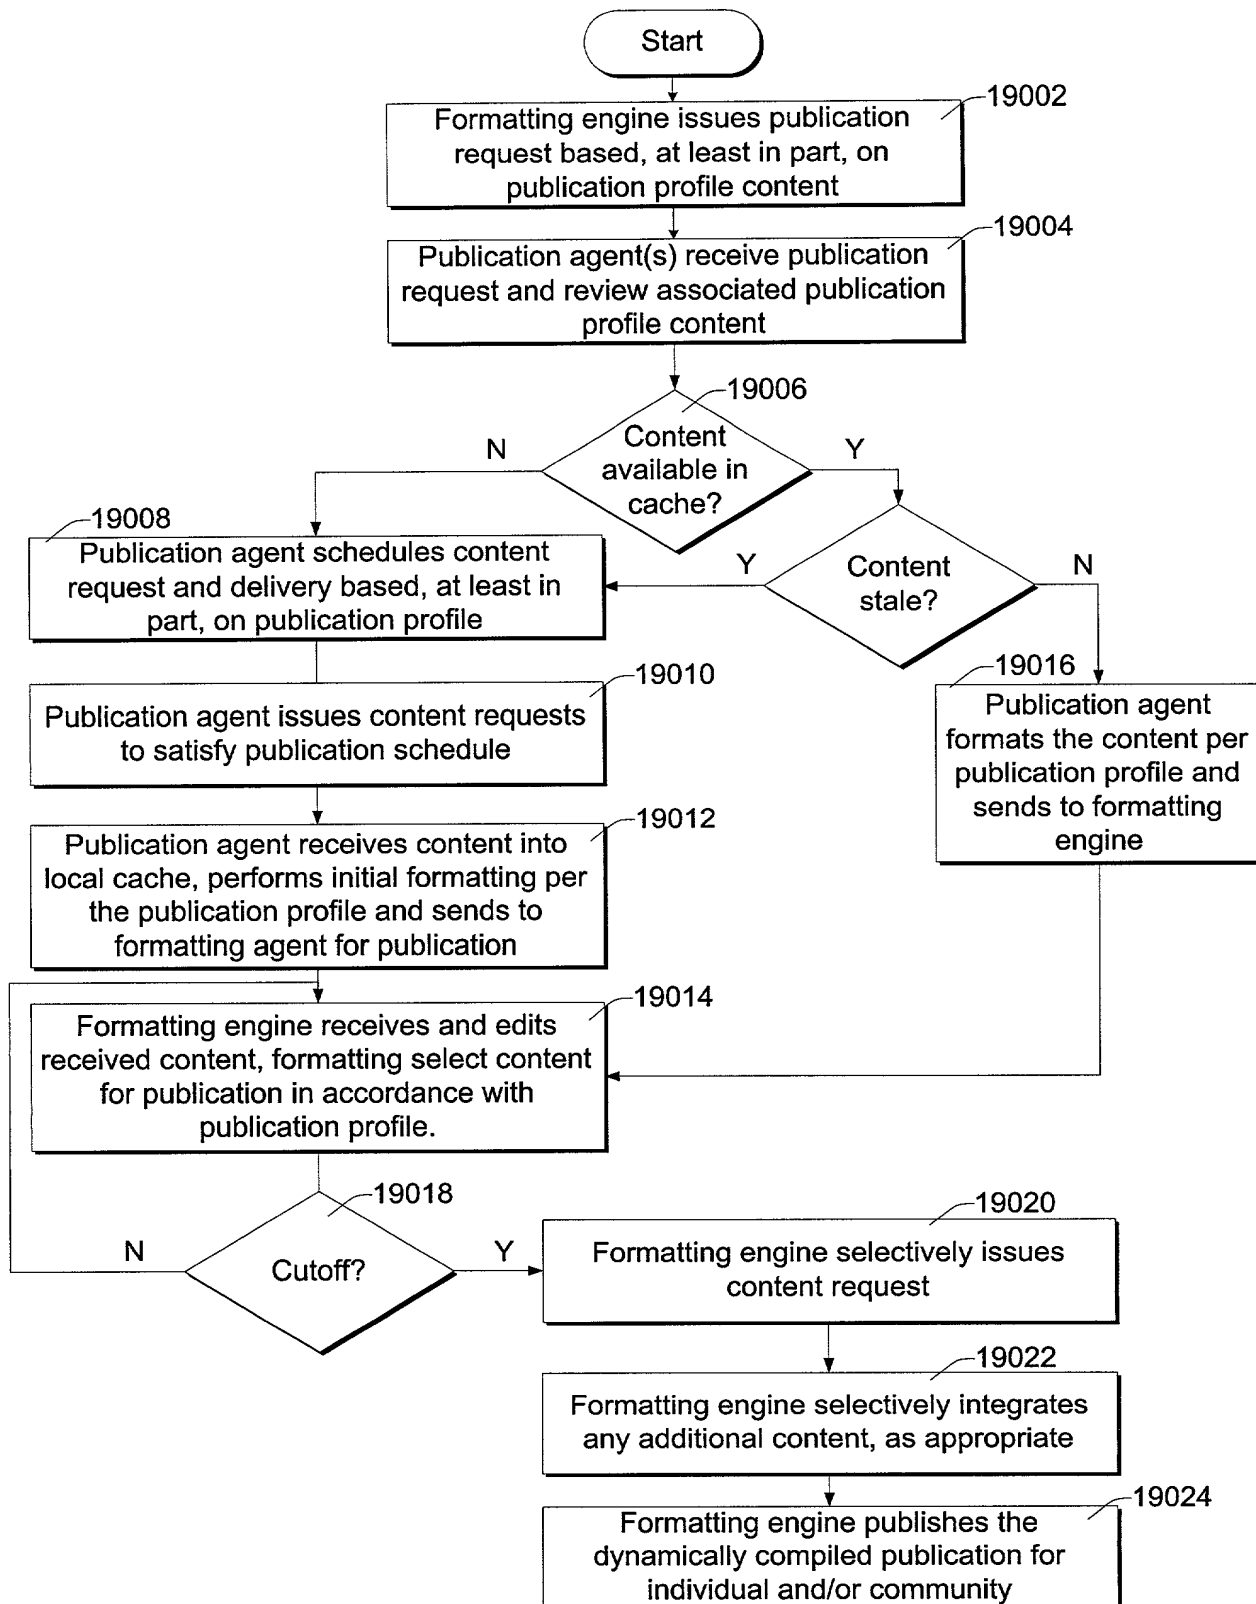 Start
19002
Formatting engine issues publication
request based, at least in part, on
publication profile content
19004
Publication agent(s) receive publication
request and review associated publication
profile content
19006
Content
available in
cache?
N
Y
19008
Publication agent schedules content
request and delivery based, at least in
part, on publication profile
Y
Content
stale?
N
19010
Publication agent issues content requests
to satisfy publication schedule
19016
Publication agent
formats the content per
publication profile and
sends to formatting
engine
19012
Publication agent receives content into
local cache, performs initial formatting per
the publication profile and sends to
formatting agent for publication
19014
Formatting engine receives and edits
received content, formatting select content
for publication in accordance with
publication profile.
19018
N
Cutoff?
Y
19020
Formatting engine selectively issues
content request
19022
Formatting engine selectively integrates
any additional content, as appropriate
19024
Formatting engine publishes the
dynamically compiled publication for
individual and/or community